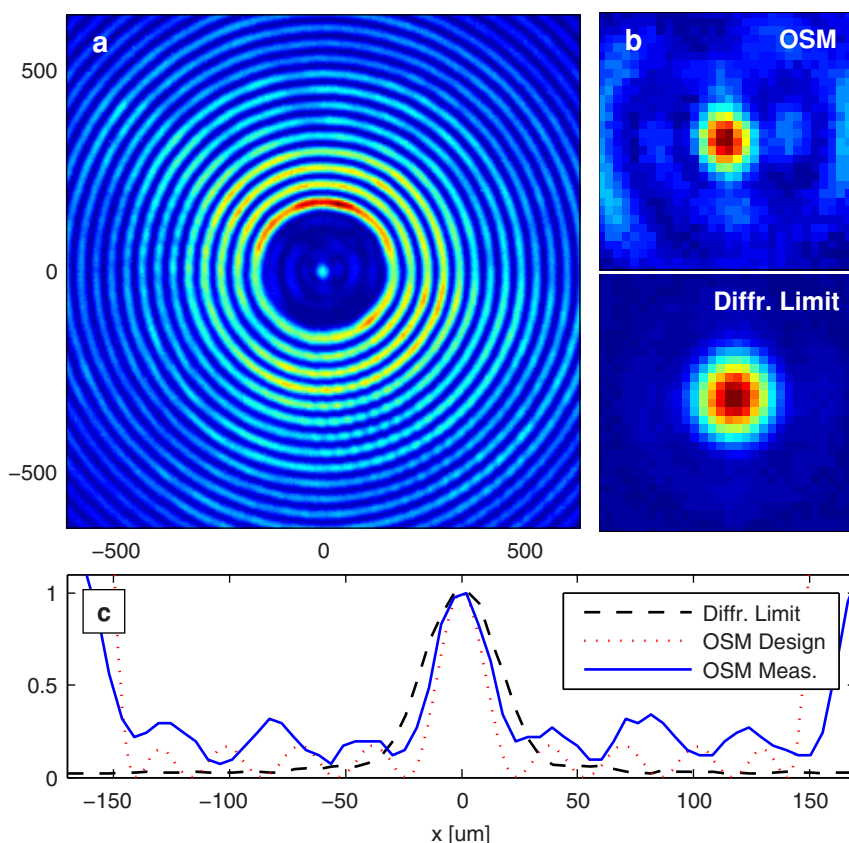 a
500
0
−500
−500
0
500
b
OSM
Diffr. Limit
c
1
0.5
0
Diffr. Limit
OSM Design
OSM Meas.
−150
−100
−50
0
50
100
150
x [um]